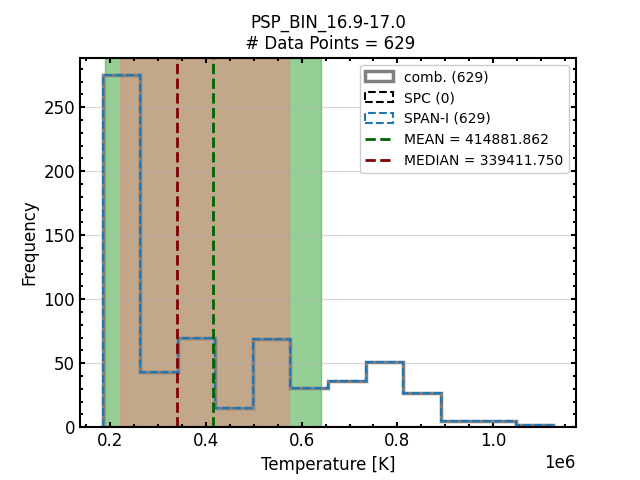 PSP_BIN_16.9-17.0
# Data Points = 629
comb. (629)
SPC (0)
SPAN-I (629)
MEAN = 414881.862
MEDIAN = 339411.750
Frequency
250
200
150
100
50
0
0.2 0.4 0.6 0.8 1.0
Temperature [K]
1e6